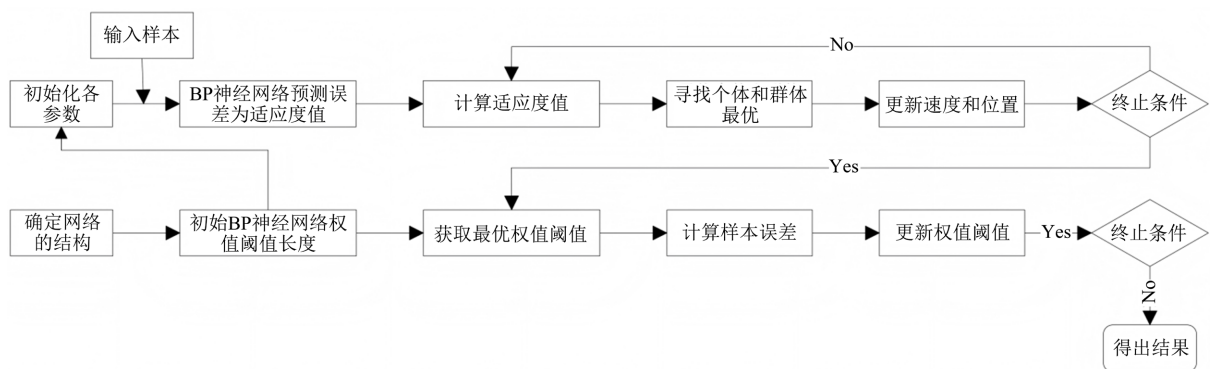 输入样本
No
初始化各
参数
BP神经网络预测误
差为适应度值
计算适应度值
寻找个体和群体
最优
更新速度和位置
终止条件
Yes
确定网络
的结构
初始BP神经网络权
值阈值长度
获取最优权值阈值
计算样本误差
更新权值阈值
Yes
终止条件
No
得出结果